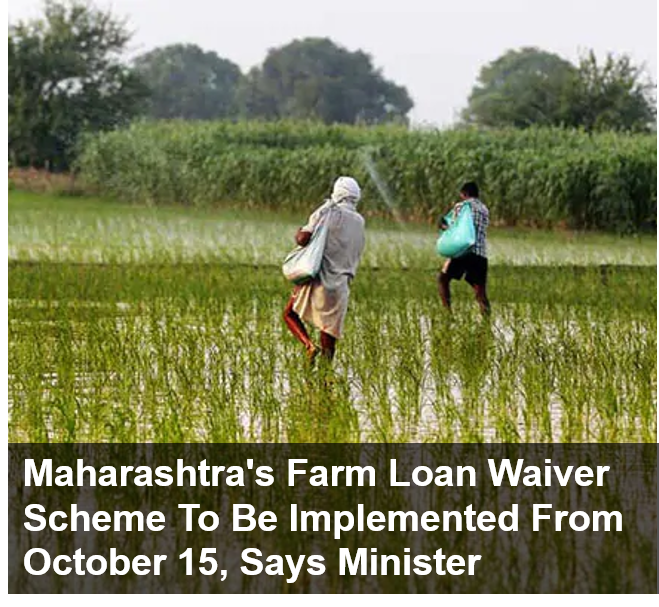 Maharashtra's Farm Loan Waiver
Scheme To Be Implemented From
October 15, Says Minister